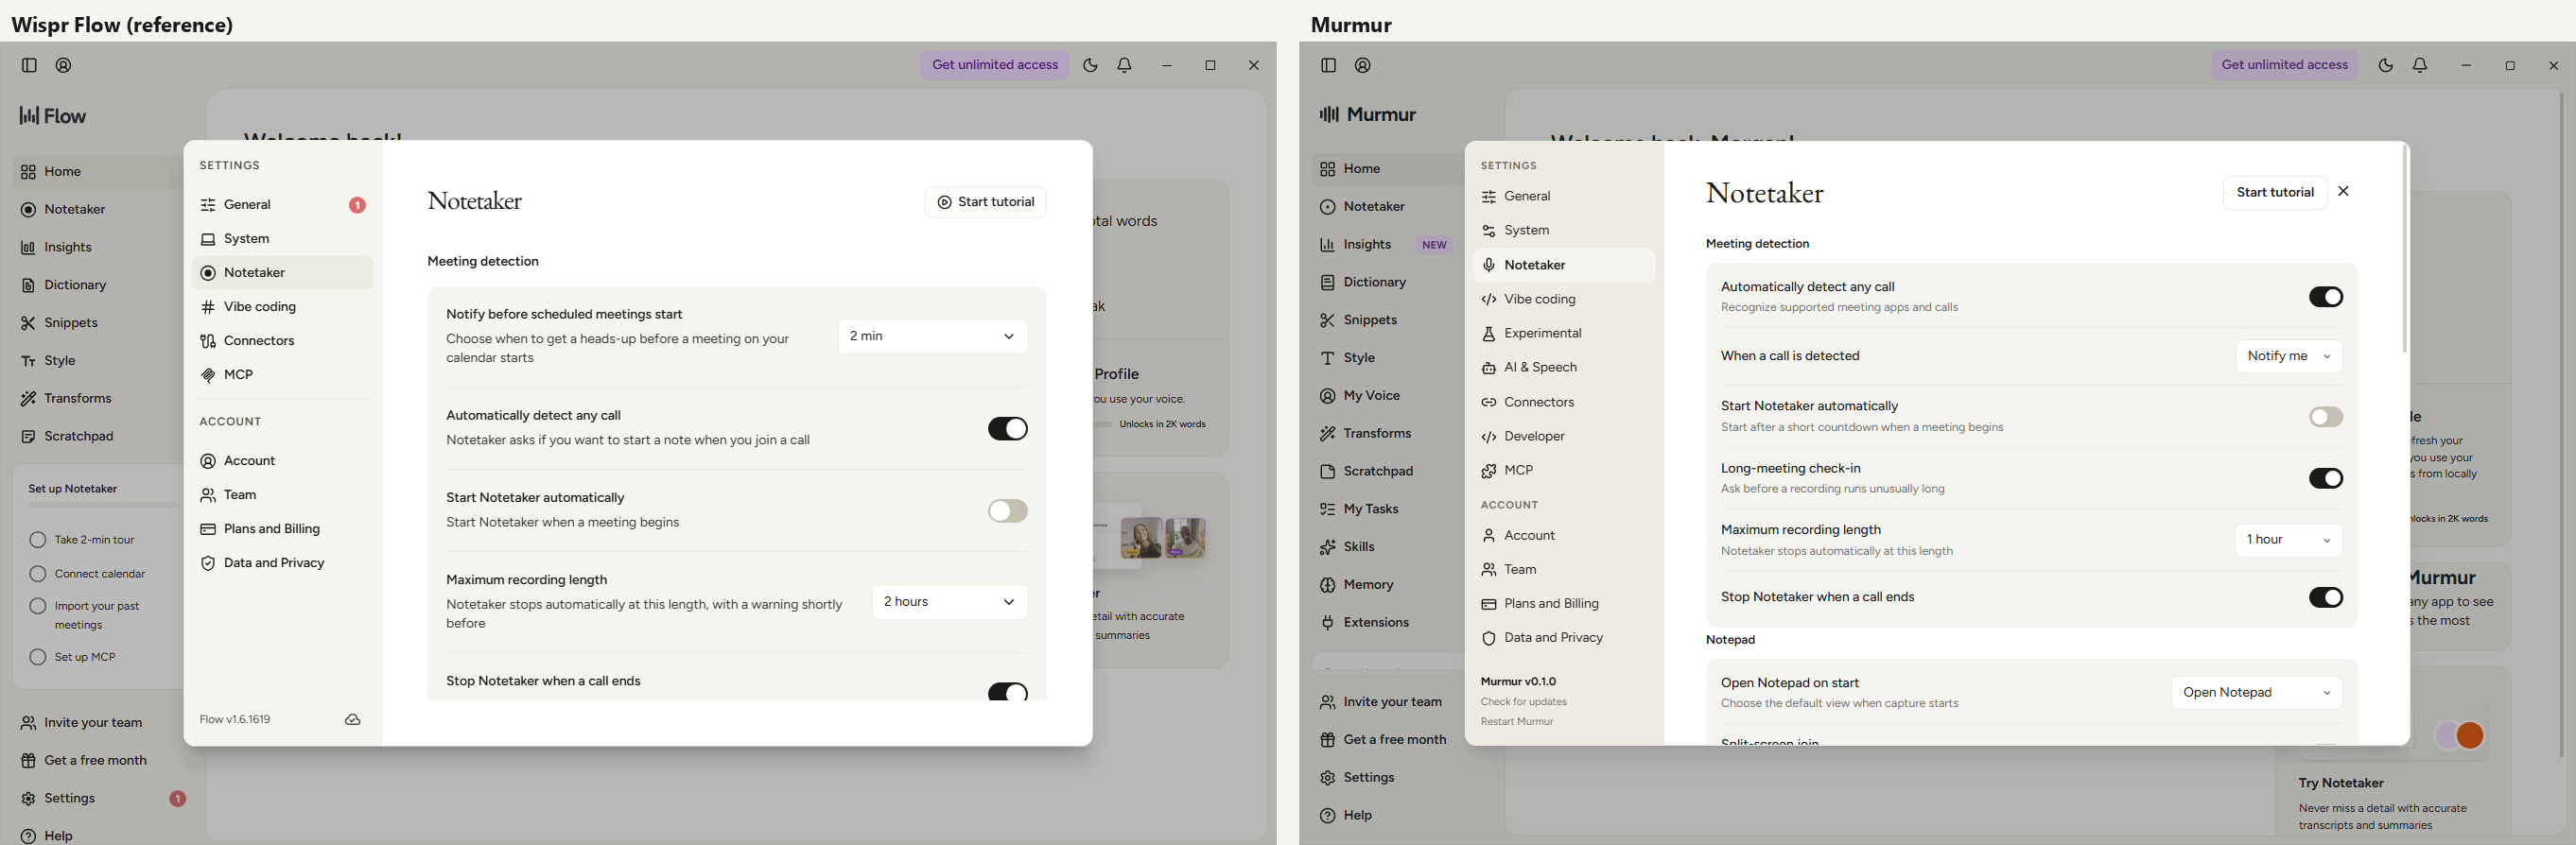 Wispr Flow (reference)
Get unlimited access
Flow
Home
Notetaker
Insights
Dictionary
Snippets
Style
Transforms
Scratchpad
Set up Notetaker
Take 2-min tour
Connect calendar
Import your past
meetings
Set up MCP
Invite your team
Get a free month
Settings
1
Help
SETTINGS
General
1
System
Notetaker
Vibe coding
Connectors
MCP
ACCOUNT
Account
Team
Plans and Billing
Data and Privacy
Flow v1.6.1619
Notetaker
Start tutorial
Meeting detection
Notify before scheduled meetings start
Choose when to get a heads-up before a meeting on your
calendar starts
2 min
Automatically detect any call
Notetaker asks if you want to start a note when you join a call
Start Notetaker automatically
Start Notetaker when a meeting begins
Maximum recording length
Notetaker stops automatically at this length, with a warning shortly
before
2 hours
Stop Notetaker when a call ends
words
Profile
you use your voice.
Unlocks in 2K words
detail with accurate
summaries
Murmur
Get unlimited access
Murmur
Home
Notetaker
Insights
NEW
Dictionary
Snippets
Style
My Voice
Transforms
Scratchpad
My Tasks
Skills
Memory
Extensions
Invite your team
Get a free month
Settings
Help
SETTINGS
General
System
Notetaker
Vibe coding
Experimental
AI & Speech
Connectors
Developer
MCP
ACCOUNT
Account
Team
Plans and Billing
Data and Privacy
Murmur v0.1.0
Check for updates
Restart Murmur
Notetaker
Start tutorial
Meeting detection
Automatically detect any call
Recognize supported meeting apps and calls
When a call is detected
Notify me
Start Notetaker automatically
Start after a short countdown when a meeting begins
Long-meeting check-in
Ask before a recording runs unusually long
Maximum recording length
Notetaker stops automatically at this length
1 hour
Stop Notetaker when a call ends
Notepad
Open Notepad on start
Choose the default view when capture starts
Open Notepad
Split-screen join
refresh your
you use your
from locally
Unlocks in 2K words
Murmur
any app to see
the most
Try Notetaker
Never miss a detail with accurate
transcripts and summaries